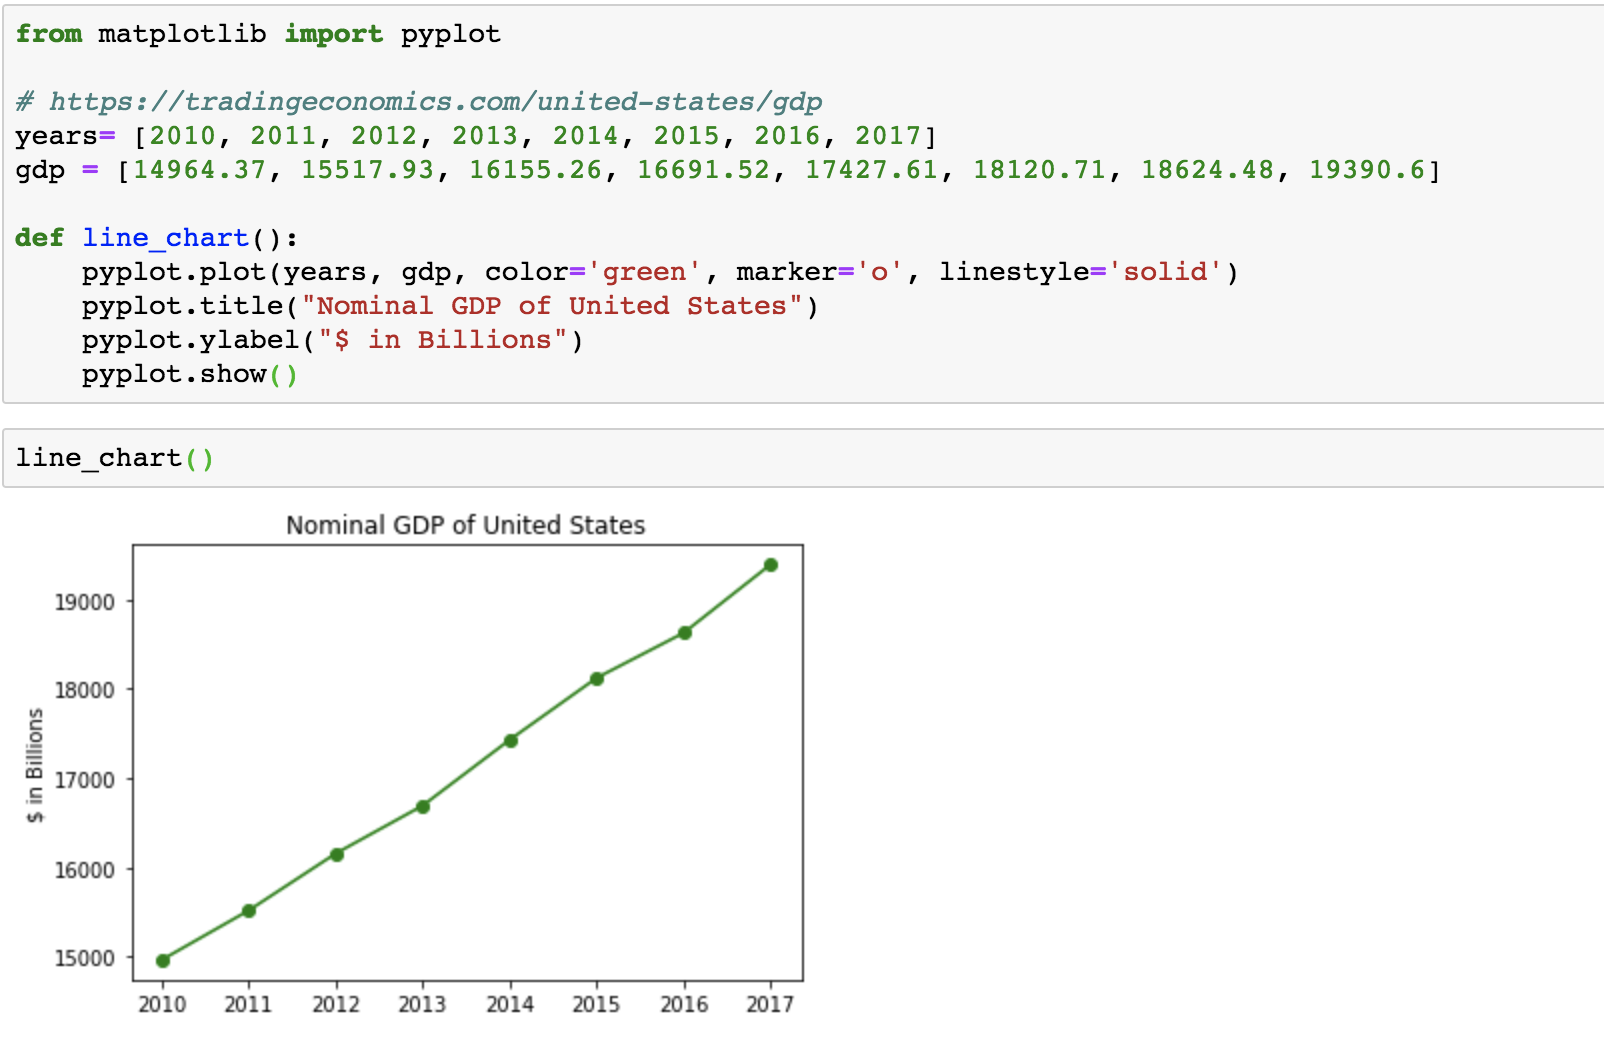 from matplotlib import pyplot
# https://tradingeconomics.com/united-states/gdp
years= [2010, 2011, 2012, 2013, 2014, 2015, 2016, 2017]
gdp = [14964.37, 15517.93, 16155.26, 16691.52, 17427.61, 18120.71, 18624.48, 19390.6]
def line_chart():
    pyplot.plot(years, gdp, color='green', marker='o', linestyle='solid')
    pyplot.title("Nominal GDP of United States")
    pyplot.ylabel("$ in Billions")
    pyplot.show()
line_chart()
Nominal GDP of United States
$ in Billions
19000
18000
17000
16000
15000
2010 2011 2012 2013 2014 2015 2016 2017